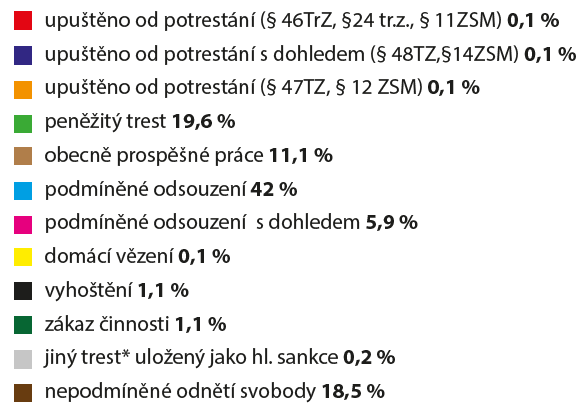 upuštěno od potrestání (§ 46TrZ, §24 tr.z., § 11ZSM) 0,1 %
upuštěno od potrestání s dohledem (§ 48TZ,§14ZSM) 0,1 %
upuštěno od potrestání (§ 47TZ, § 12 ZSM) 0,1 %
peněžitý trest 19,6 %
obecně prospěšné práce 11,1 %
podmíněné odsouzení 42 %
podmíněné odsouzení  s dohledem 5,9 %
domácí vězení 0,1 %
vyhoštění 1,1 %
zákaz činnosti 1,1 %
jiný trest* uložený jako hl. sankce 0,2 %
nepodmíněné odnětí svobody 18,5 %